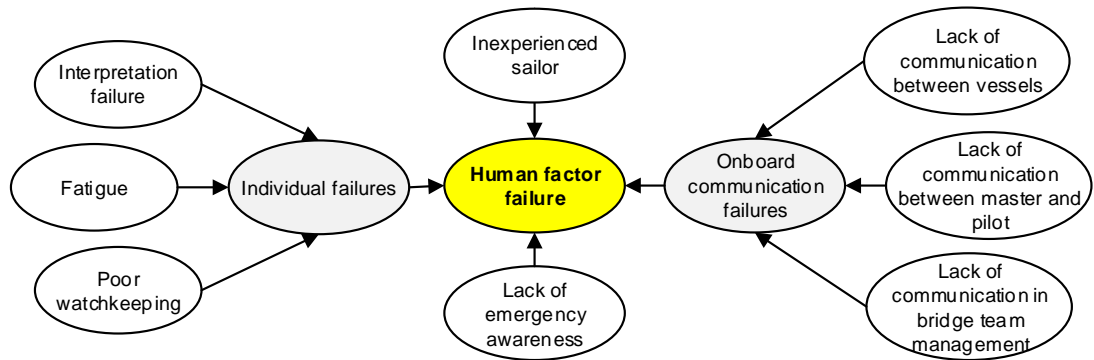 Interpretation
failure
Fatigue
Poor
watchkeeping
Individual failures
Inexperienced
sailor
Human factor
failure
Lack of
emergency
awareness
Onboard
communication
failures
Lack of
communication
between vessels
Lack of
communication
between master and
pilot
Lack of
communication in
bridge team
management